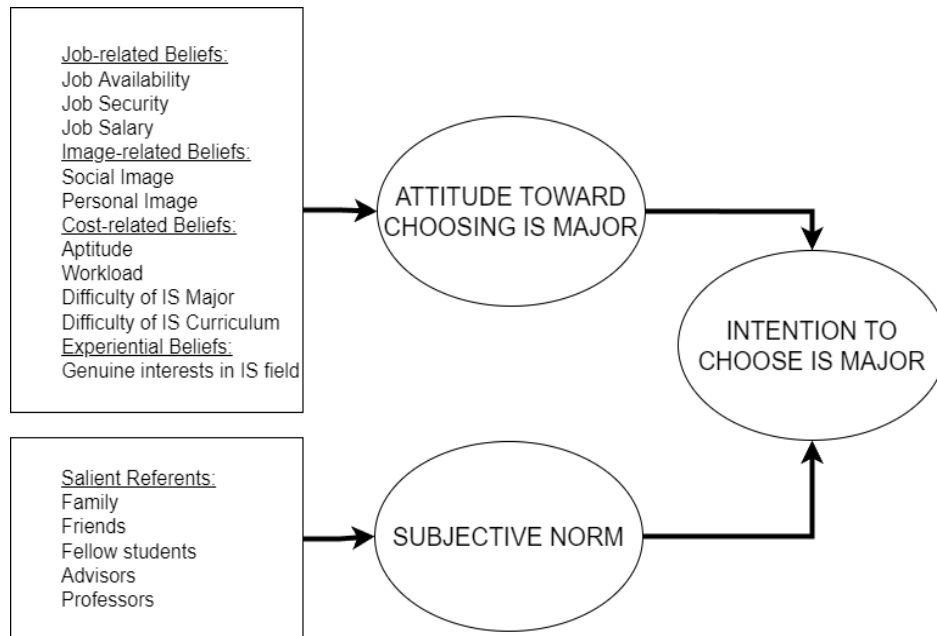 Job-related Beliefs:
Job Availability
Job Security
Job Salary
Image-related Beliefs:
Social Image
Personal Image
Cost-related Beliefs:
Aptitude
Workload
Difficulty of IS Major
Difficulty of IS Curriculum
Experiential Beliefs:
Genuine interests in IS field
ATTITUDE TOWARD
CHOOSING IS MAJOR
INTENTION TO
CHOOSE IS MAJOR
Salient Referents:
Family
Friends
Fellow students
Advisors
Professors
SUBJECTIVE NORM